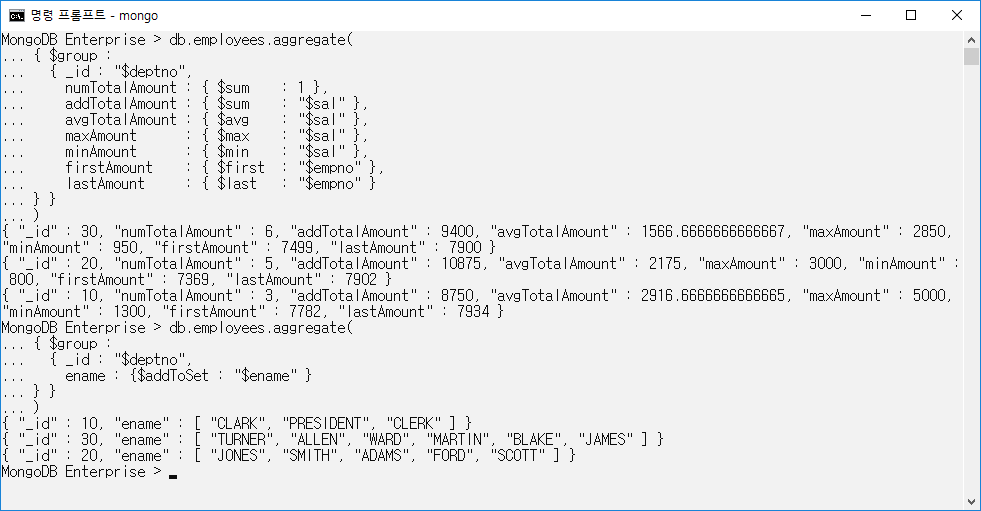 명령 프롬프트 - mongo
MongoDB Enterprise > db.employees.aggregate(
... { $group :
...   { _id : "$deptno",
...     numTotalAmount : { $sum    : 1 },
...     addTotalAmount : { $sum    : "$sal" },
...     avgTotalAmount : { $avg    : "$sal" },
...     maxAmount      : { $max    : "$sal" },
...     minAmount      : { $min    : "$sal" },
...     firstAmount    : { $first  : "$empno" },
...     lastAmount     : { $last   : "$empno" }
... } }
... )
{ "_id" : 30, "numTotalAmount" : 6, "addTotalAmount" : 9400, "avgTotalAmount" : 1566.6666666666667, "maxAmount" : 2850,
"minAmount" : 950, "firstAmount" : 7499, "lastAmount" : 7900 }
{ "_id" : 20, "numTotalAmount" : 5, "addTotalAmount" : 10875, "avgTotalAmount" : 2175, "maxAmount" : 3000, "minAmount" :
 800, "firstAmount" : 7369, "lastAmount" : 7902 }
{ "_id" : 10, "numTotalAmount" : 3, "addTotalAmount" : 8750, "avgTotalAmount" : 2916.6666666666665, "maxAmount" : 5000,
"minAmount" : 1300, "firstAmount" : 7782, "lastAmount" : 7934 }
MongoDB Enterprise > db.employees.aggregate(
... { $group :
...   { _id : "$deptno",
...     ename : {$addToSet : "$ename" }
... } }
... )
{ "_id" : 10, "ename" : [ "CLARK", "PRESIDENT", "CLERK" ] }
{ "_id" : 30, "ename" : [ "TURNER", "ALLEN", "WARD", "MARTIN", "BLAKE", "JAMES" ] }
{ "_id" : 20, "ename" : [ "JONES", "SMITH", "ADAMS", "FORD", "SCOTT" ] }
MongoDB Enterprise >